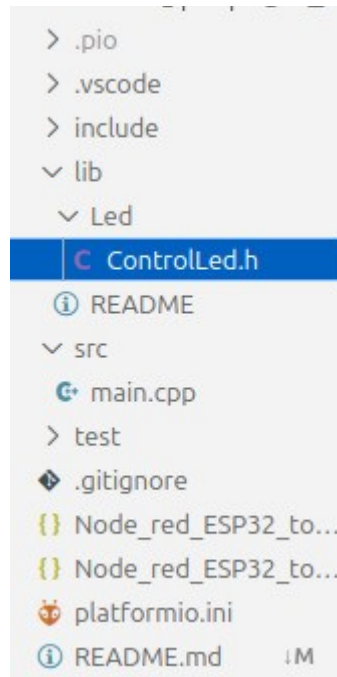 .pio
.vscode
include
lib
Led
C ControlLed.h
README
src
main.cpp
test
.gitignore
{} Node_red_ESP32_to...
{} Node_red_ESP32_to...
platformio.ini
README.md ↓M